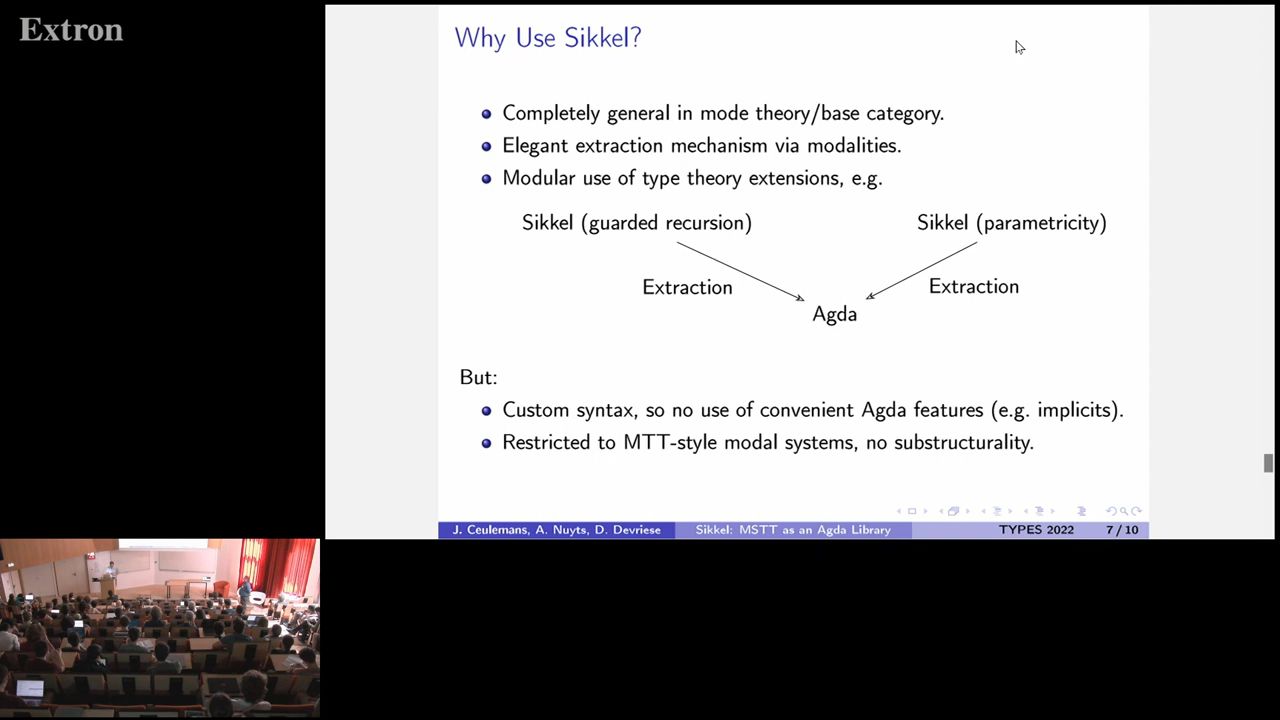 Extron
Why Use Sikkel?
Completely general in mode theory/base category.
Elegant extraction mechanism via modalities.
Modular use of type theory extensions, e.g.
Sikkel (guarded recursion)
Sikkel (parametricity)
Extraction
Extraction
Agda
But:
Custom syntax, so no use of convenient Agda features (e.g. implicits).
Restricted to MTT-style modal systems, no substructurality.
J. Ceulemans, A. Nuyts, D. Devriese
Sikkel: MSTT as an Agda Library
TYPES 2022
7 / 10